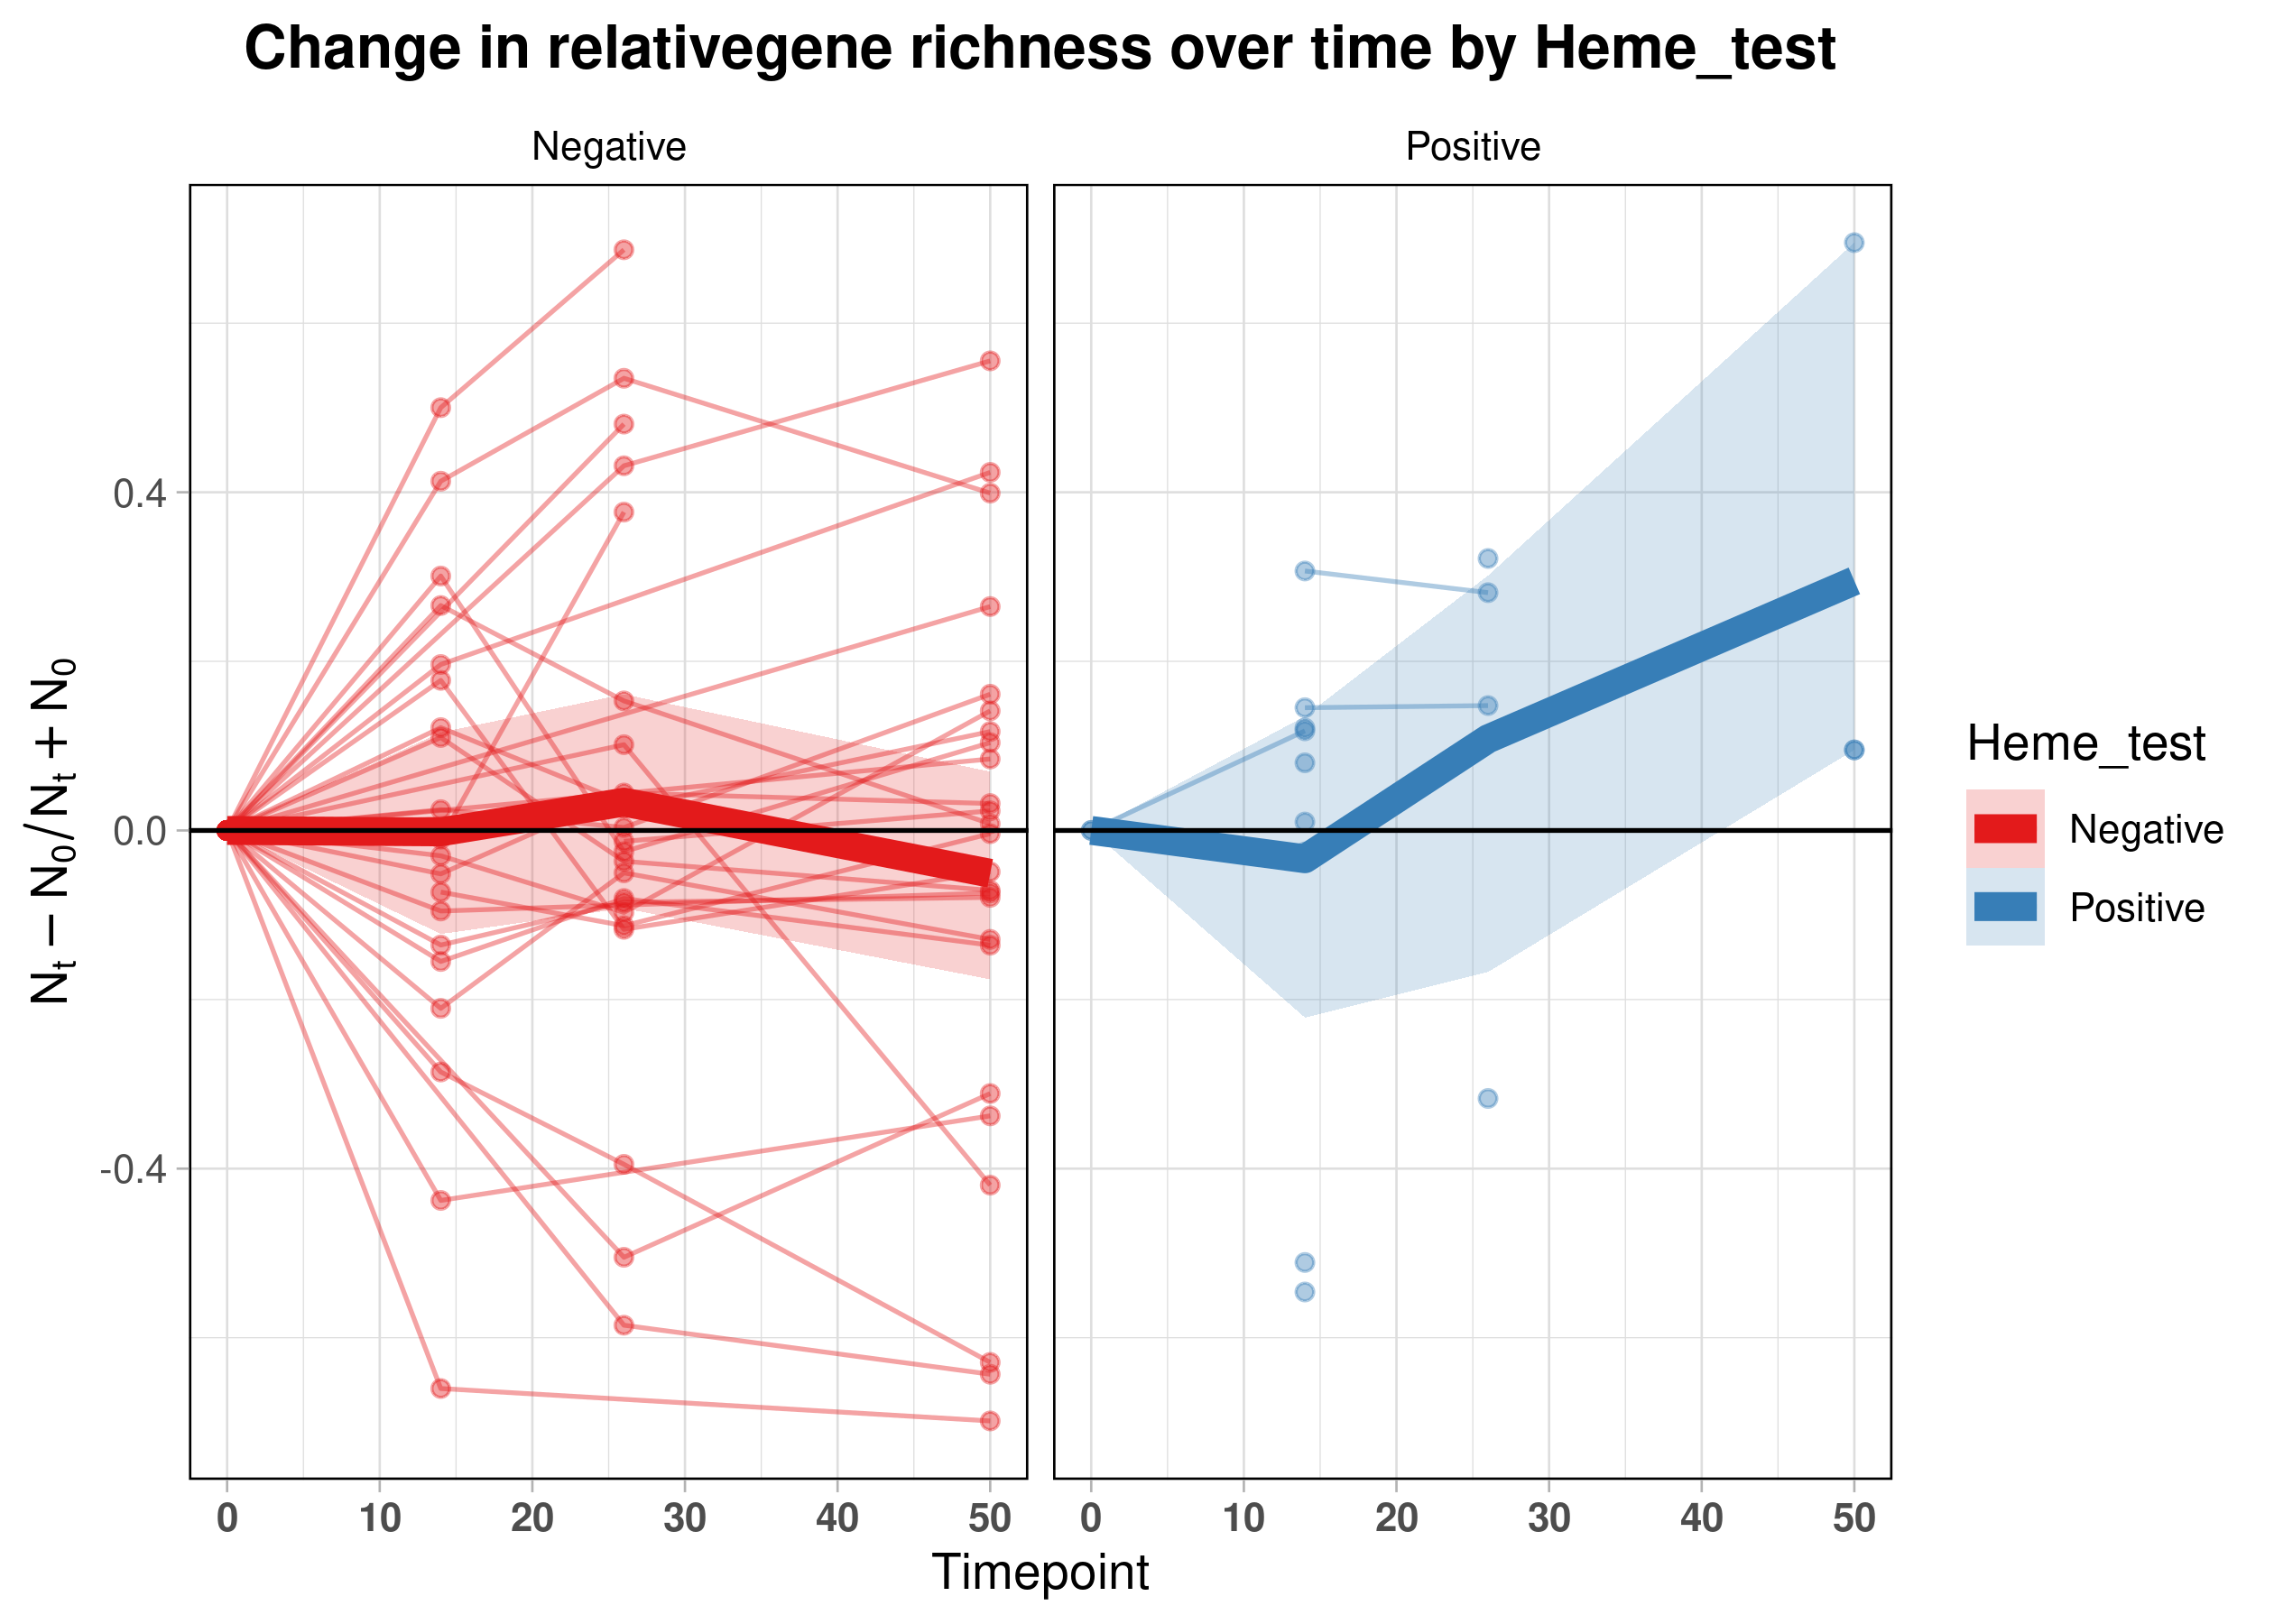 Change in relativegene richness over time by Heme_test
Negative
Positive
Nₜ − N₀/Nₜ + N₀
0.4
0.0
-0.4
0 10 20 30 40 50
0 10 20 30 40 50
Timepoint
Heme_test
Negative
Positive